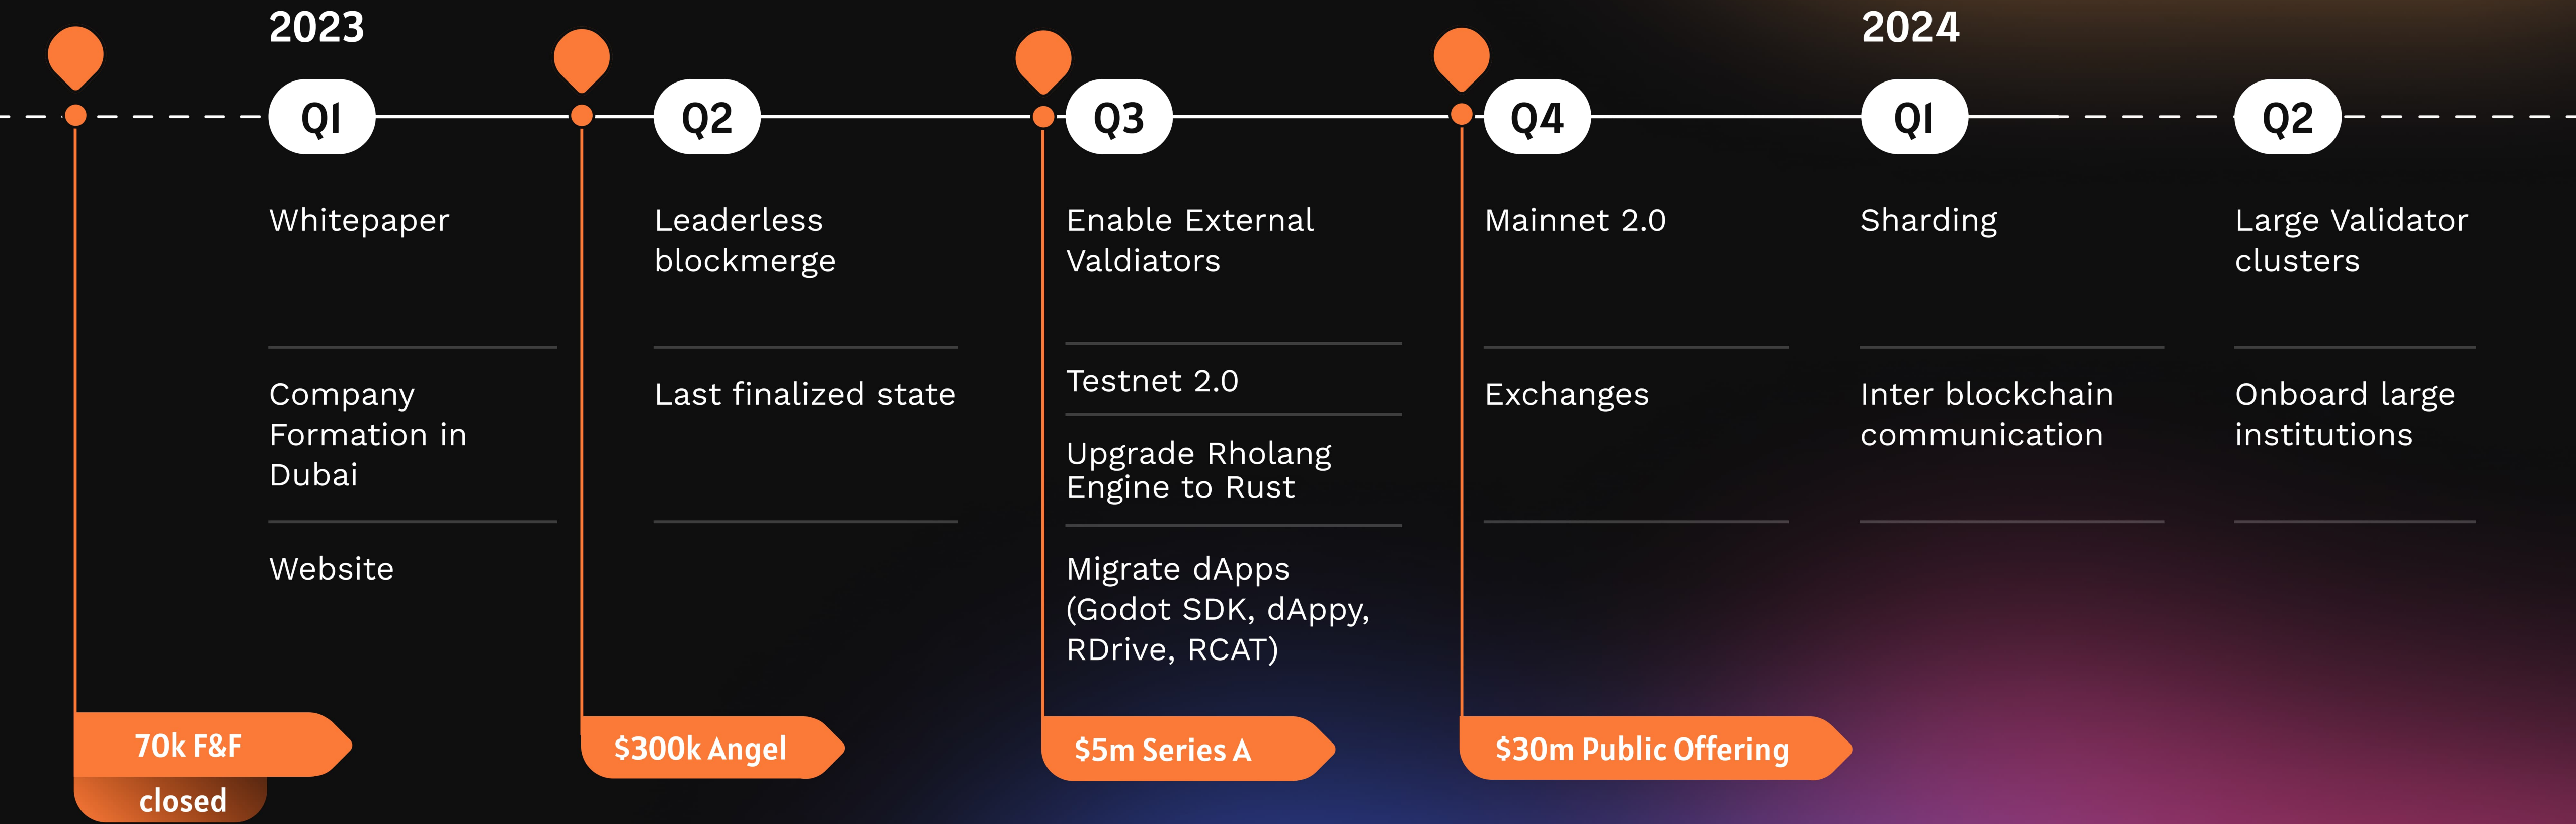 2023
2024
Q1
Q2
Q3
Q4
Q1
Q2
Whitepaper
Company
Formation in
Dubai
Website
Leaderless
blockmerge
Last finalized state
Enable External
Valdiators
Testnet 2.0
Upgrade Rholang
Engine to Rust
Migrate dApps
(Godot SDK, dAppy,
RDrive, RCAT)
Mainnet 2.0
Exchanges
Sharding
Inter blockchain
communication
Large Validator
clusters
Onboard large
institutions
70k F&F
closed
$300k Angel
$5m Series A
$30m Public Offering